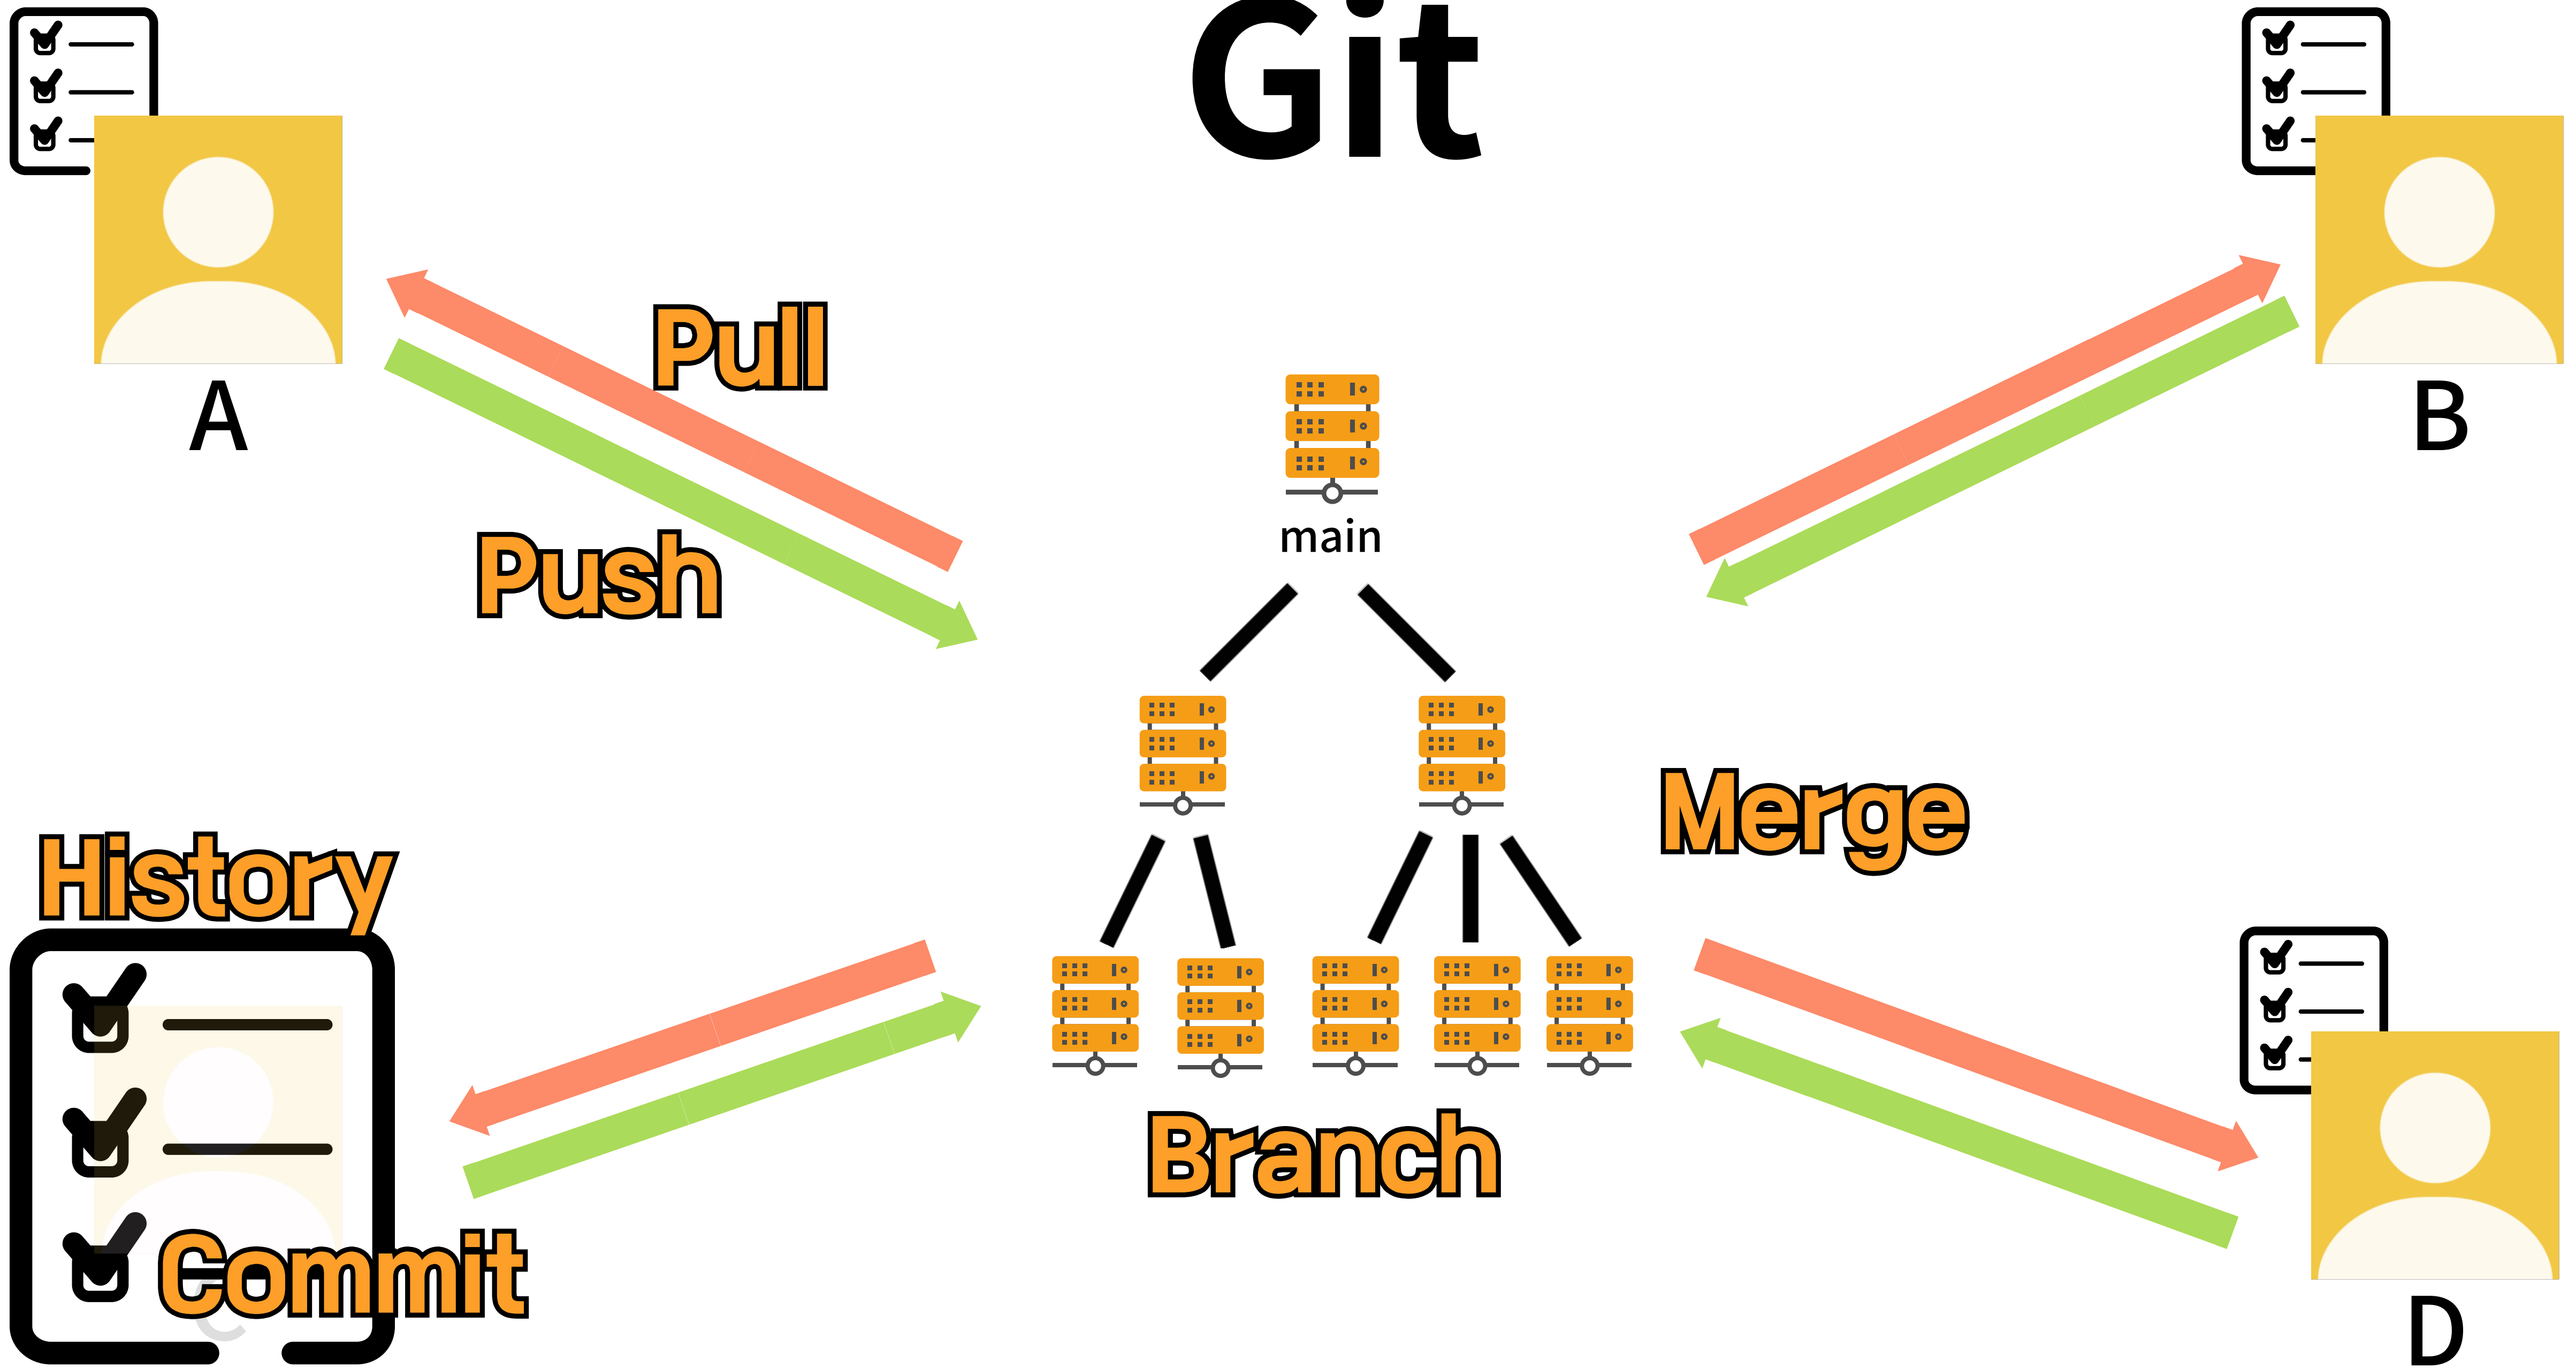 Git
A
B
Pull
Push
main
Merge
History
Branch
Commit
C
D